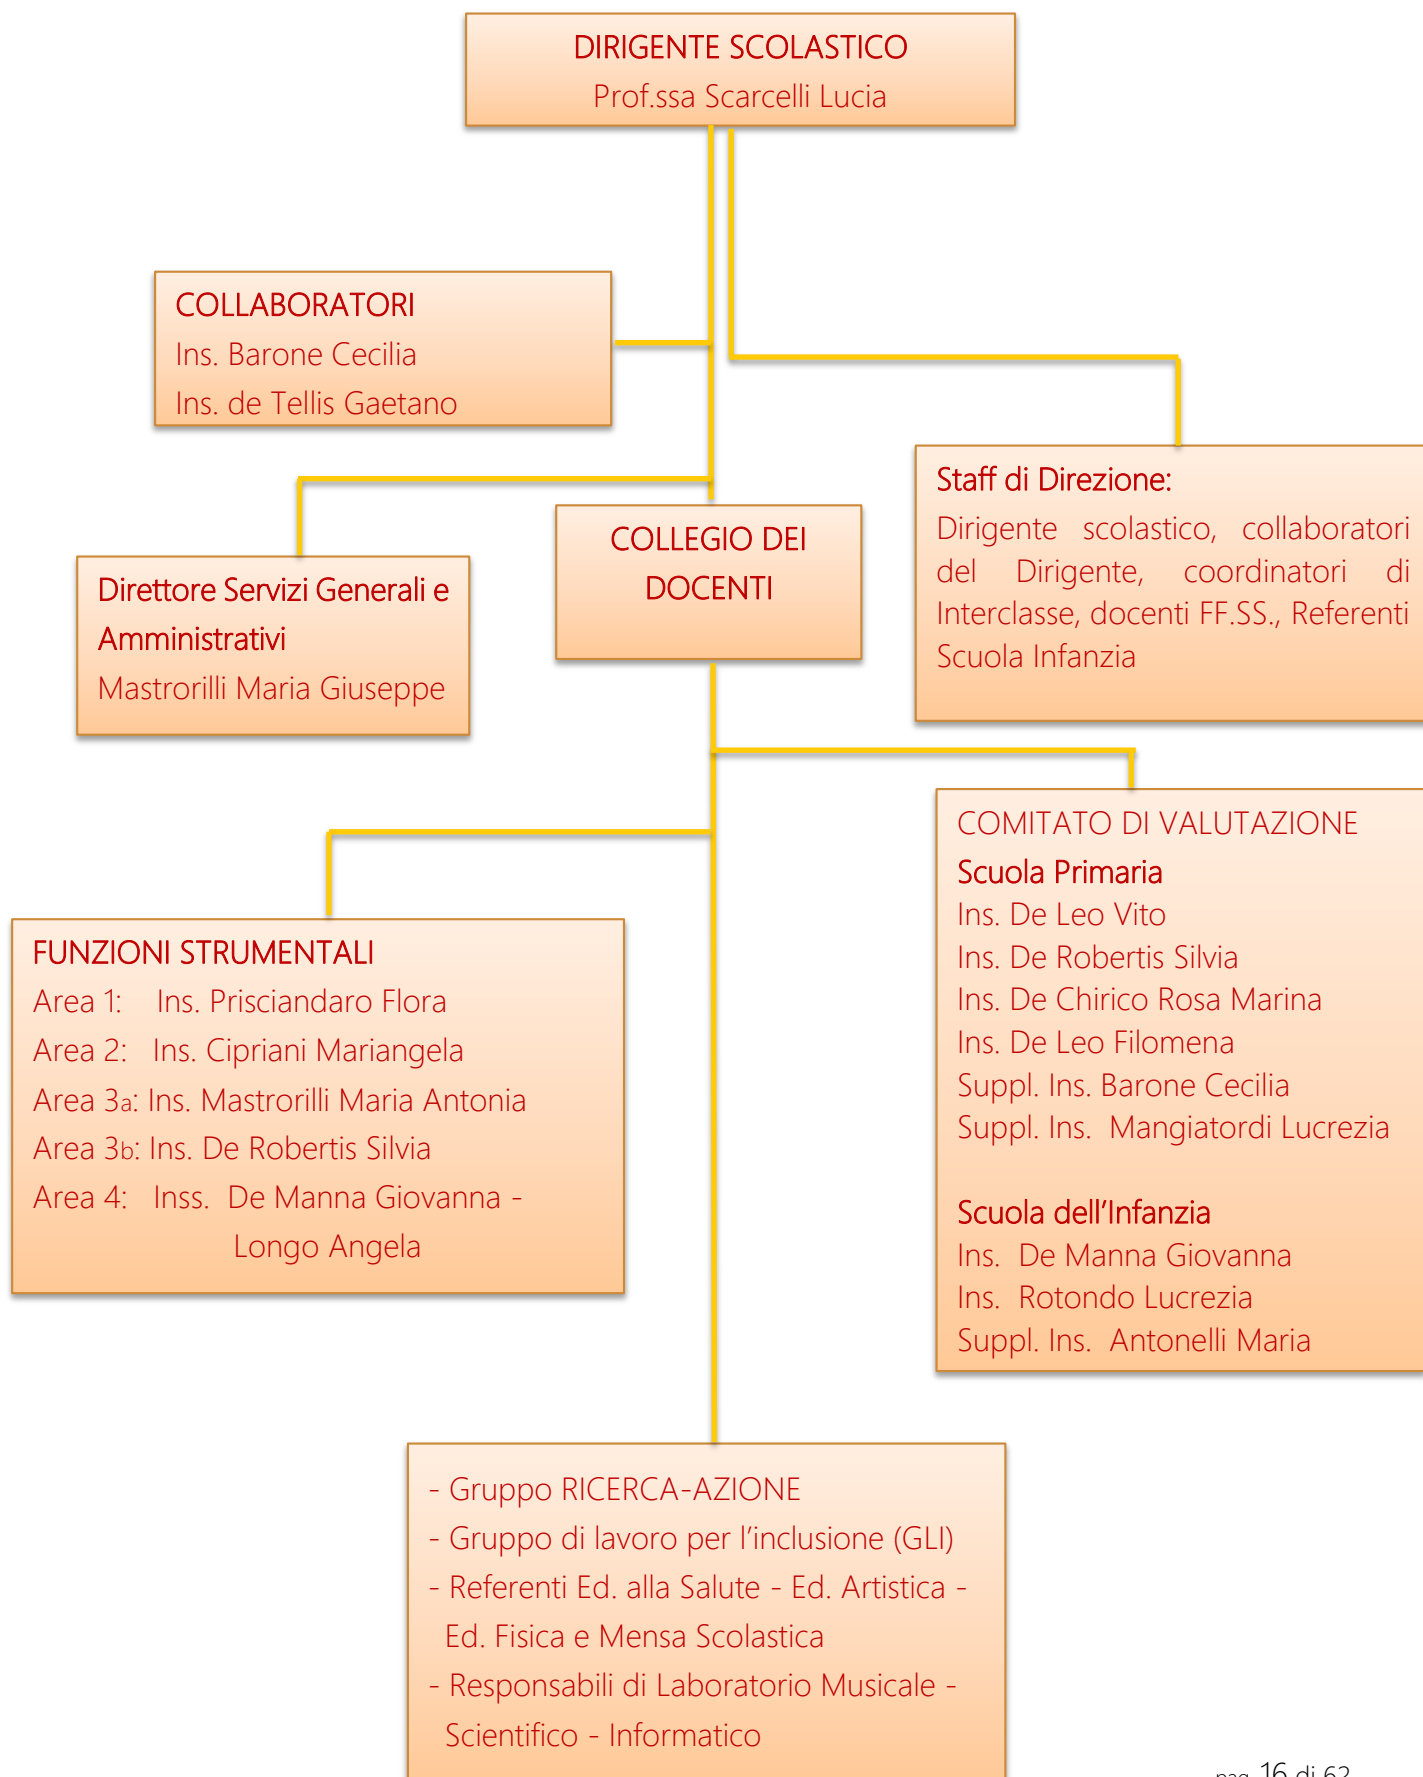 DIRIGENTE SCOLASTICO
Prof.ssa Scarcelli Lucia
COLLABORATORI
Ins. Barone Cecilia
Ins. de Tellis Gaetano
Staff di Direzione:
Dirigente scolastico, collaboratori
del Dirigente, coordinatori di
Interclasse, docenti FF.SS., Referenti
Scuola Infanzia
COLLEGIO DEI
DOCENTI
Direttore Servizi Generali e
Amministrativi
Mastrorilli Maria Giuseppe
COMITATO DI VALUTAZIONE
Scuola Primaria
Ins. De Leo Vito
Ins. De Robertis Silvia
Ins. De Chirico Rosa Marina
Ins. De Leo Filomena
Suppl. Ins. Barone Cecilia
Suppl. Ins. Mangiatordi Lucrezia
Scuola dell'Infanzia
Ins. De Manna Giovanna
Ins. Rotondo Lucrezia
Suppl. Ins. Antonelli Maria
FUNZIONI STRUMENTALI
Area 1: Ins. Prisciandaro Flora
Area 2: Ins. Cipriani Mariangela
Area 3a: Ins. Mastrorilli Maria Antonia
Area 3b: Ins. De Robertis Silvia
Area 4: Inss. De Manna Giovanna -
Longo Angela
- Gruppo RICERCA-AZIONE
- Gruppo di lavoro per l'inclusione (GLI)
- Referenti Ed. alla Salute - Ed. Artistica -
Ed. Fisica e Mensa Scolastica
- Responsabili di Laboratorio Musicale -
Scientifico - Informatico
pag. 16 di 62